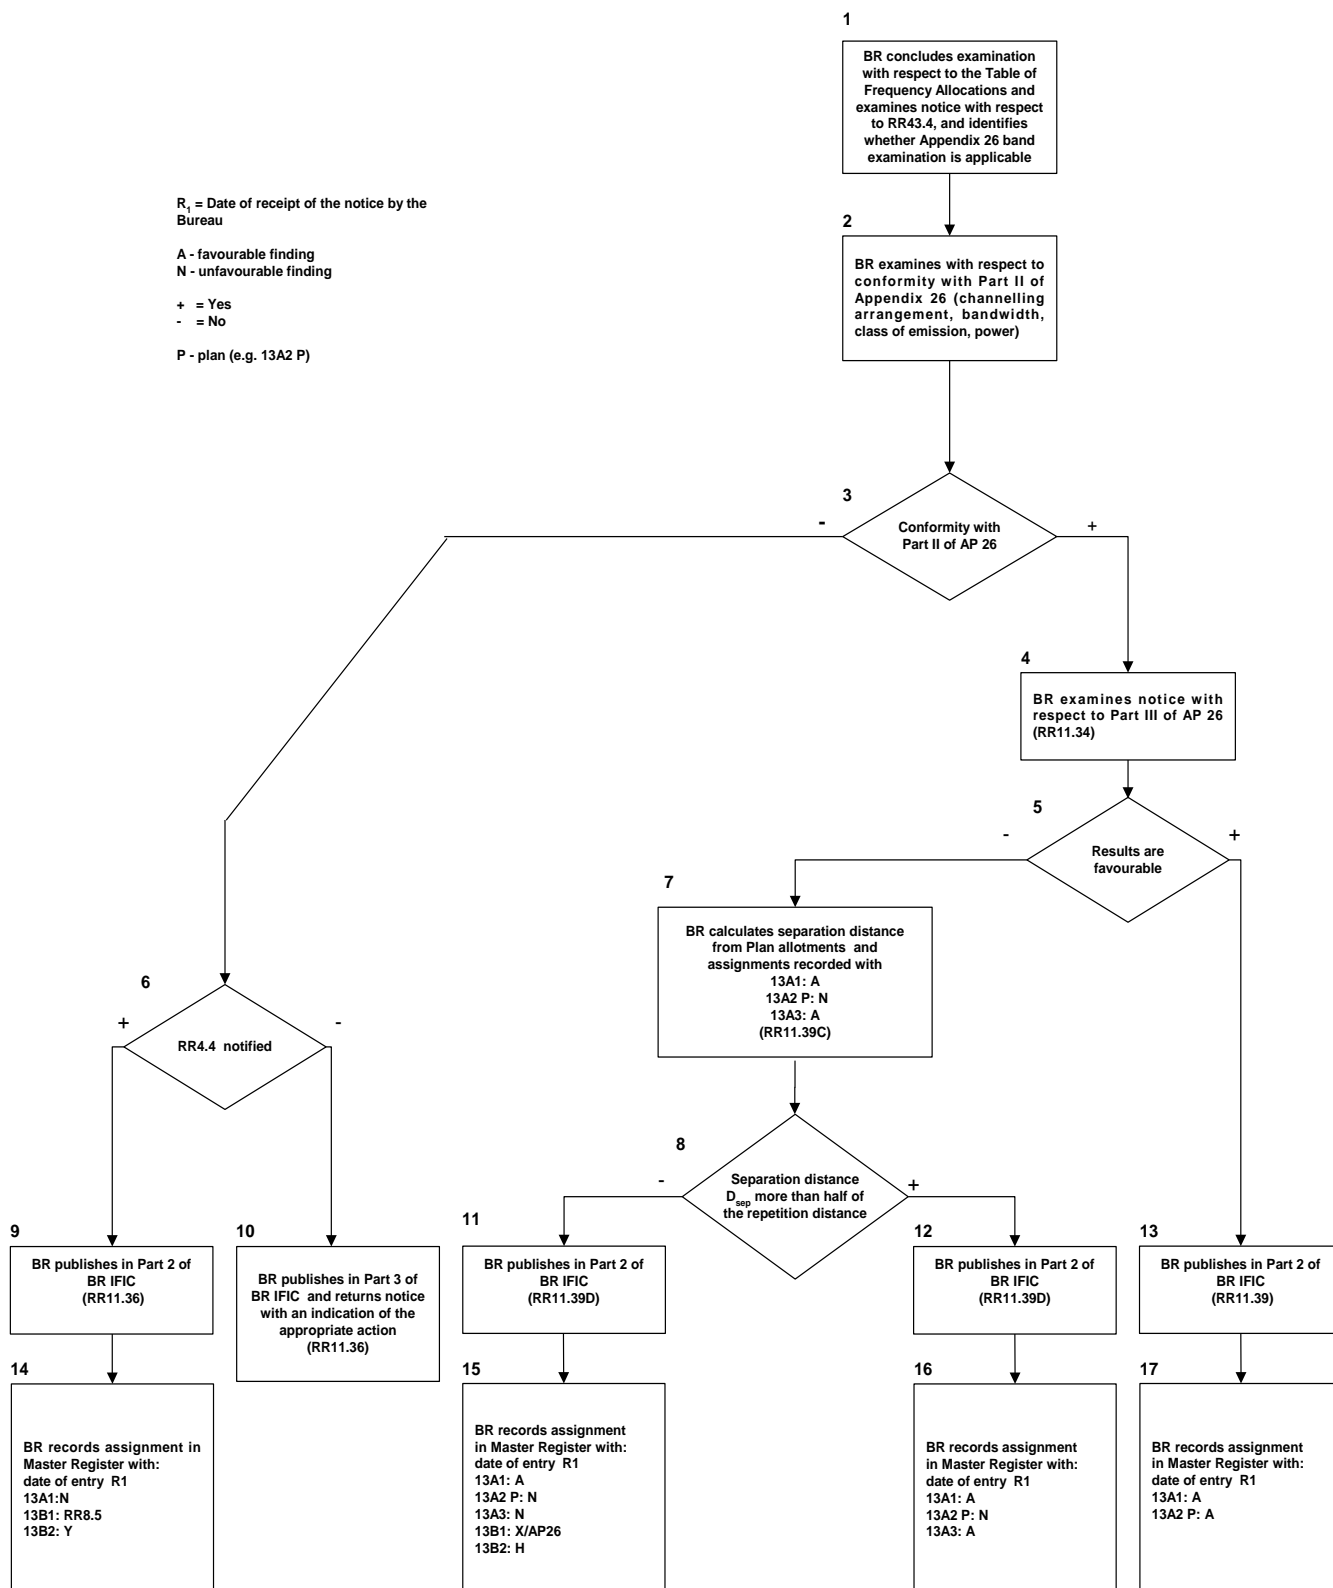 1
BR concludes examination
with respect to the Table of
Frequency Allocations and
examines notice with respect
to RR43.4, and identifies
whether Appendix 26 band
examination is applicable
R1 = Date of receipt of the notice by the
Bureau
A - favourable finding
N - unfavourable finding
+ = Yes
- = No
P - plan (e.g. 13A2 P)
2
BR examines with respect to
conformity with Part II of
Appendix 26 (channelling
arrangement, bandwidth,
class of emission, power)
3
-
Conformity with
Part II of AP 26
+
4
BR examines notice with
respect to Part III of AP 26
(RR11.34)
5
-
Results are
favourable
+
7
BR calculates separation distance
from Plan allotments and
assignments recorded with
13A1: A
13A2 P: N
13A3: A
(RR11.39C)
6
+
RR4.4 notified
-
8
-
Separation distance
Dsep more than half of
the repetition distance
+
9
BR publishes in Part 2 of
BR IFIC
(RR11.36)
10
BR publishes in Part 3 of
BR IFIC and returns notice
with an indication of the
appropriate action
(RR11.36)
11
BR publishes in Part 2 of
BR IFIC
(RR11.39D)
12
BR publishes in Part 2 of
BR IFIC
(RR11.39D)
13
BR publishes in Part 2 of
BR IFIC
(RR11.39)
14
BR records assignment in
Master Register with:
date of entry R1
13A1:N
13B1: RR8.5
13B2: Y
15
BR records assignment
in Master Register with:
date of entry R1
13A1: A
13A2 P: N
13A3: N
13B1: X/AP26
13B2: H
16
BR records assignment
in Master Register with:
date of entry R1
13A1: A
13A2 P: N
13A3: A
17
BR records assignment
in Master Register with:
date of entry R1
13A1: A
13A2 P: A